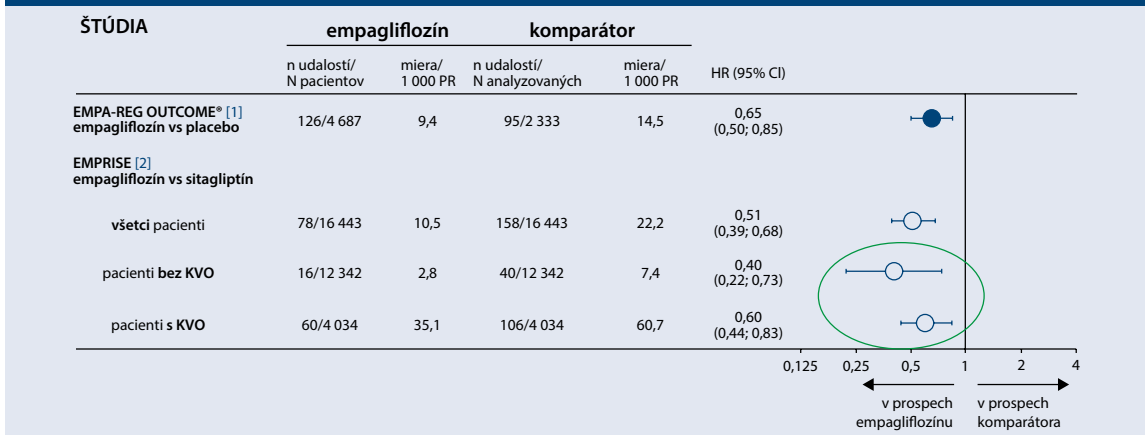 ŠTÚDIA
empagliflozín komparátor
n udalostí/ miera/ n udalostí/ miera/
N pacientov 1 000 PR N analyzovaných 1 000 PR
HR (95% CI)
EMPA-REG OUTCOME® [1]
empagliflozín vs placebo
126/4 687 9,4 95/2 333 14,5
0,65
(0,50; 0,85)
EMPRISE [2]
empagliflozín vs sitagliptín
všetci pacienti 78/16 443 10,5 158/16 443 22,2
0,51
(0,39; 0,68)
pacienti bez KVO 16/12 342 2,8 40/12 342 7,4
0,40
(0,22; 0,73)
pacienti s KVO 60/4 034 35,1 106/4 034 60,7
0,60
(0,44; 0,83)
0,125 0,25 0,5 1 2 4
v prospech v prospech
empagliflozínu komparátora